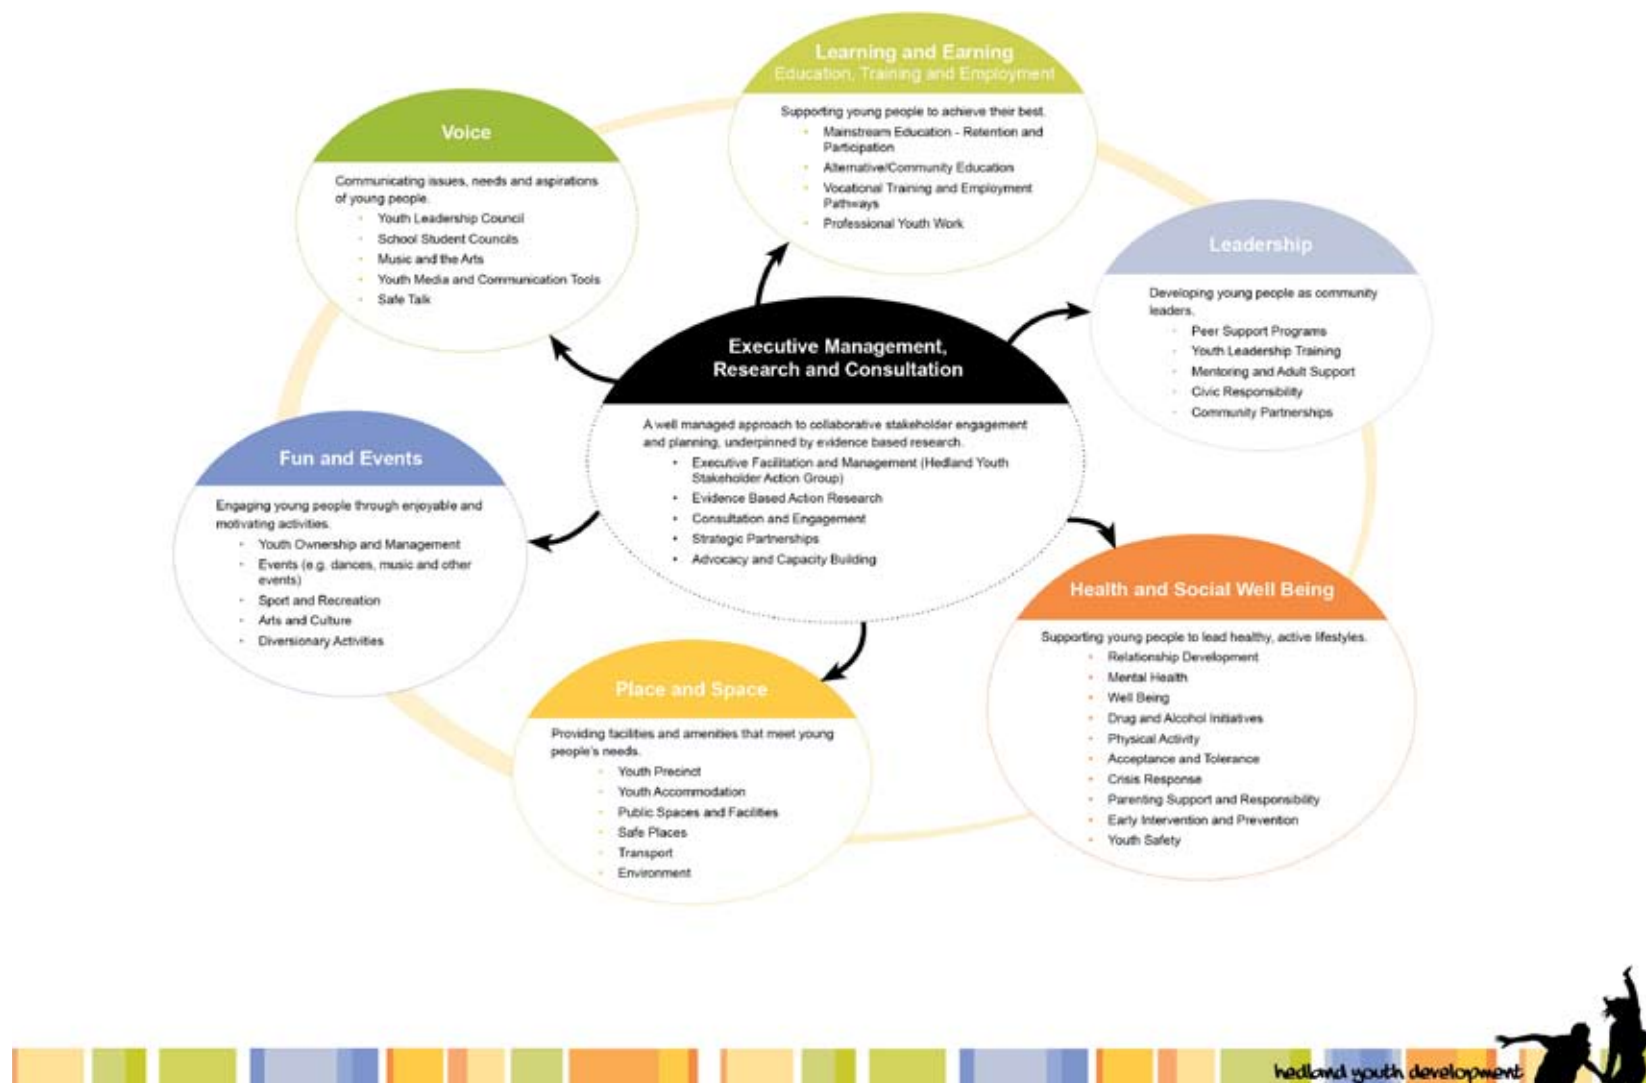 Learning and Earning
Education, Training and Employment
Supporting young people to achieve their best.
Mainstream Education - Retention and
Participation
Alternative/Community Education
Vocational Training and Employment
Pathways
Professional Youth Work
Voice
Communicating issues, needs and aspirations
of young people.
Youth Leadership Council
School Student Councils
Music and the Arts
Youth Media and Communication Tools
Safe Talk
Leadership
Developing young people as community
leaders.
Peer Support Programs
Youth Leadership Training
Mentoring and Adult Support
Civic Responsibility
Community Partnerships
Executive Management,
Research and Consultation
A well managed approach to collaborative stakeholder engagement
and planning, underpinned by evidence based research.
Executive Facilitation and Management (Hedland Youth
Stakeholder Action Group)
Evidence Based Action Research
Consultation and Engagement
Strategic Partnerships
Advocacy and Capacity Building
Fun and Events
Engaging young people through enjoyable and
motivating activities.
Youth Ownership and Management
Events (e.g. dances, music and other
events)
Sport and Recreation
Arts and Culture
Diversionary Activities
Health and Social Well Being
Supporting young people to lead healthy, active lifestyles.
Relationship Development
Mental Health
Well Being
Drug and Alcohol Initiatives
Physical Activity
Acceptance and Tolerance
Crisis Response
Parenting Support and Responsibility
Early Intervention and Prevention
Youth Safety
Place and Space
Providing facilities and amenities that meet young
people's needs.
Youth Precinct
Youth Accommodation
Public Spaces and Facilities
Safe Places
Transport
Environment
hedland youth development